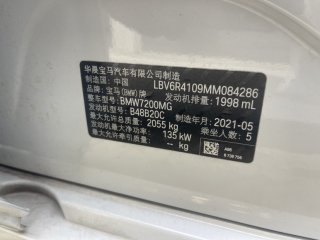 华晨宝马汽车有限公司制造
制造国：中国 LBV6R4109MM084286
品牌：宝马(BMW)牌 发动机排量：1998 mL
整车型号：BMW7200MG
发动机型号：B48B20C 制造年月：2021-05
最大允许总质量：2055 kg 乘坐人数：5
发动机最大净功率：135 kW
最大允许牵引质量：— kg